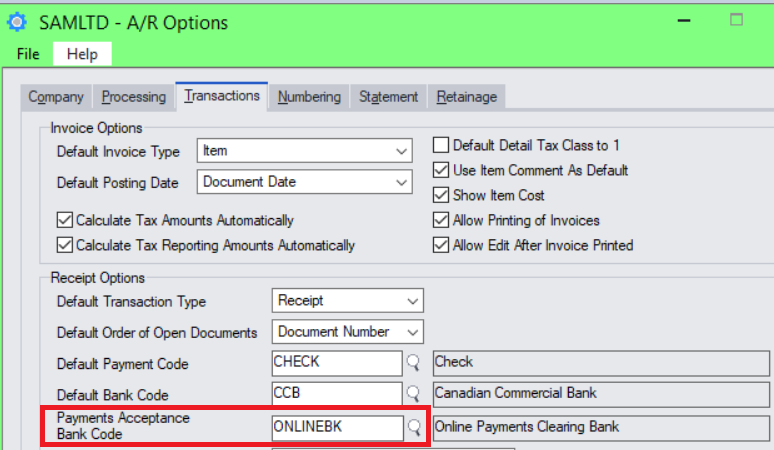 SAMLTD - A/R Options
File Help
Company Processing Transactions Numbering Statement Retainage
Invoice Options
Default Invoice Type Item
Default Posting Date Document Date
Calculate Tax Amounts Automatically
Calculate Tax Reporting Amounts Automatically
Default Detail Tax Class to 1
Use Item Comment As Default
Show Item Cost
Allow Printing of Invoices
Allow Edit After Invoice Printed
Receipt Options
Default Transaction Type Receipt
Default Order of Open Documents Document Number
Default Payment Code CHECK Check
Default Bank Code CCB Canadian Commercial Bank
Payments Acceptance
Bank Code ONLINEBK Online Payments Clearing Bank